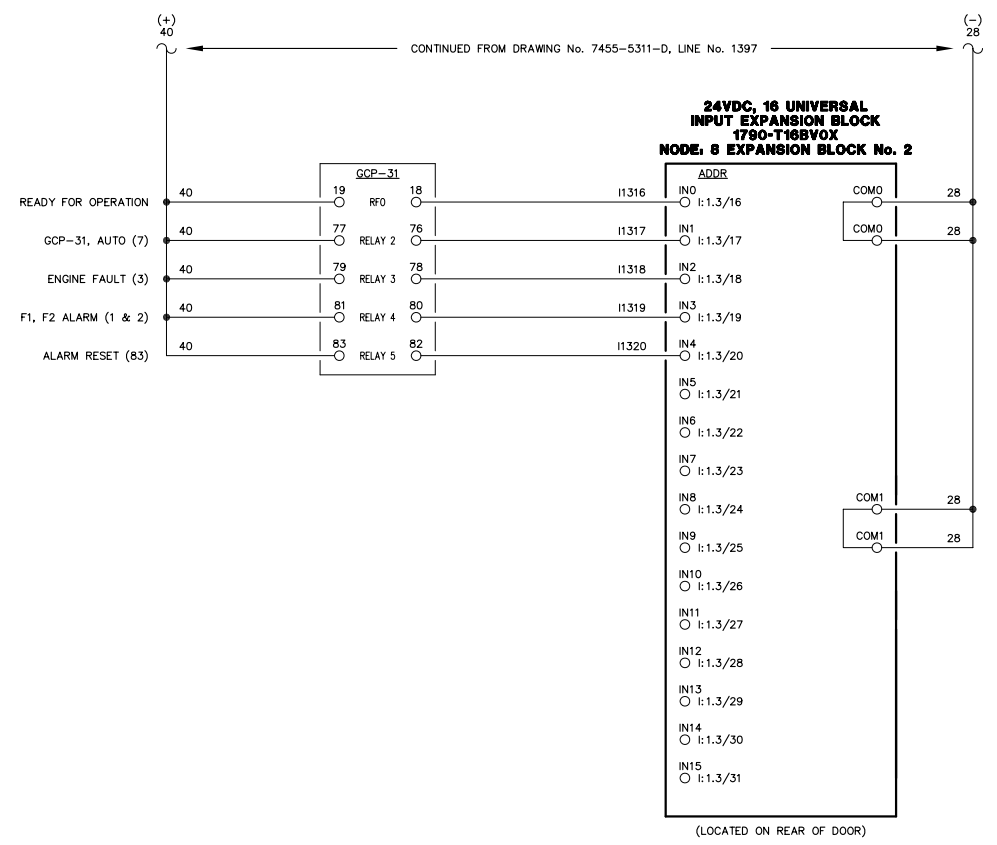 (+) (−)
40 28
CONTINUED FROM DRAWING No. 7455-5311-D, LINE No. 1397
24VDC, 16 UNIVERSAL
INPUT EXPANSION BLOCK
1790-T16BV0X
NODE: 8 EXPANSION BLOCK No. 2
GCP-31 ADDR
READY FOR OPERATION 40 19 RFO 18 I1316 IN0 I:1.3/16 COM0 28
GCP-31, AUTO (7) 40 77 RELAY 2 76 I1317 IN1 I:1.3/17 COM0 28
ENGINE FAULT (3) 40 79 RELAY 3 78 I1318 IN2 I:1.3/18
F1, F2 ALARM (1 & 2) 40 81 RELAY 4 80 I1319 IN3 I:1.3/19
ALARM RESET (83) 40 83 RELAY 5 82 I1320 IN4 I:1.3/20
IN5 I:1.3/21
IN6 I:1.3/22
IN7 I:1.3/23
IN8 I:1.3/24 COM1 28
IN9 I:1.3/25 COM1 28
IN10 I:1.3/26
IN11 I:1.3/27
IN12 I:1.3/28
IN13 I:1.3/29
IN14 I:1.3/30
IN15 I:1.3/31
(LOCATED ON REAR OF DOOR)